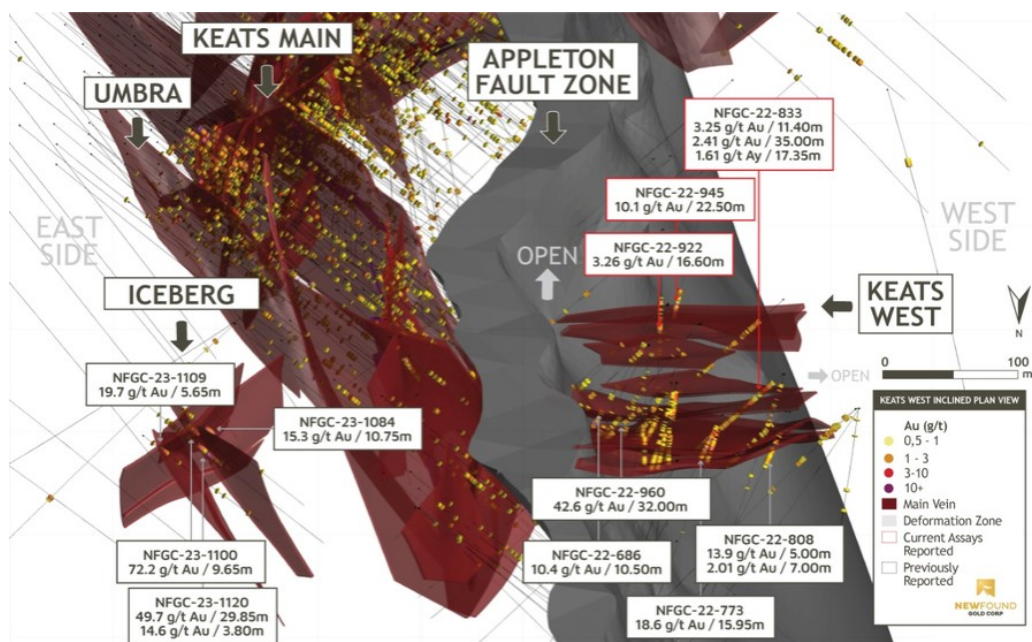 KEATS MAIN
UMBRA
APPLETON
FAULT ZONE
NFGC-22-833
3.25 g/t Au / 11.40m
2.41 g/t Au / 35.00m
1.61 g/t Ay / 17.35m
NFGC-22-945
10.1 g/t Au / 22.50m
NFGC-22-922
3.26 g/t Au / 16.60m
EAST
SIDE
WEST
SIDE
OPEN
ICEBERG
KEATS
WEST
N
0 100
m
OPEN
NFGC-23-1109
19.7 g/t Au / 5.65m
NFGC-23-1084
15.3 g/t Au / 10.75m
NFGC-22-960
42.6 g/t Au / 32.00m
NFGC-22-686
10.4 g/t Au / 10.50m
NFGC-22-808
13.9 g/t Au / 5.00m
2.01 g/t Au / 7.00m
NFGC-22-773
18.6 g/t Au / 15.95m
NFGC-23-1100
72.2 g/t Au / 9.65m
NFGC-23-1120
49.7 g/t Au / 29.85m
14.6 g/t Au / 3.80m
KEATS WEST INCLINED PLAN VIEW
Au (g/t)
0,5 - 1
1 - 3
3-10
10+
Main Vein
Deformation Zone
Current Assays
Reported
Previously
Reported
NEWFOUND
GOLD CORP